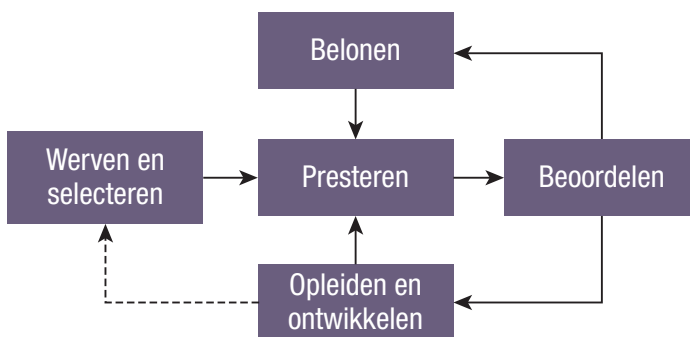 Belonen
Werven en
selecteren
Presteren
Beoordelen
Opleiden en
ontwikkelen